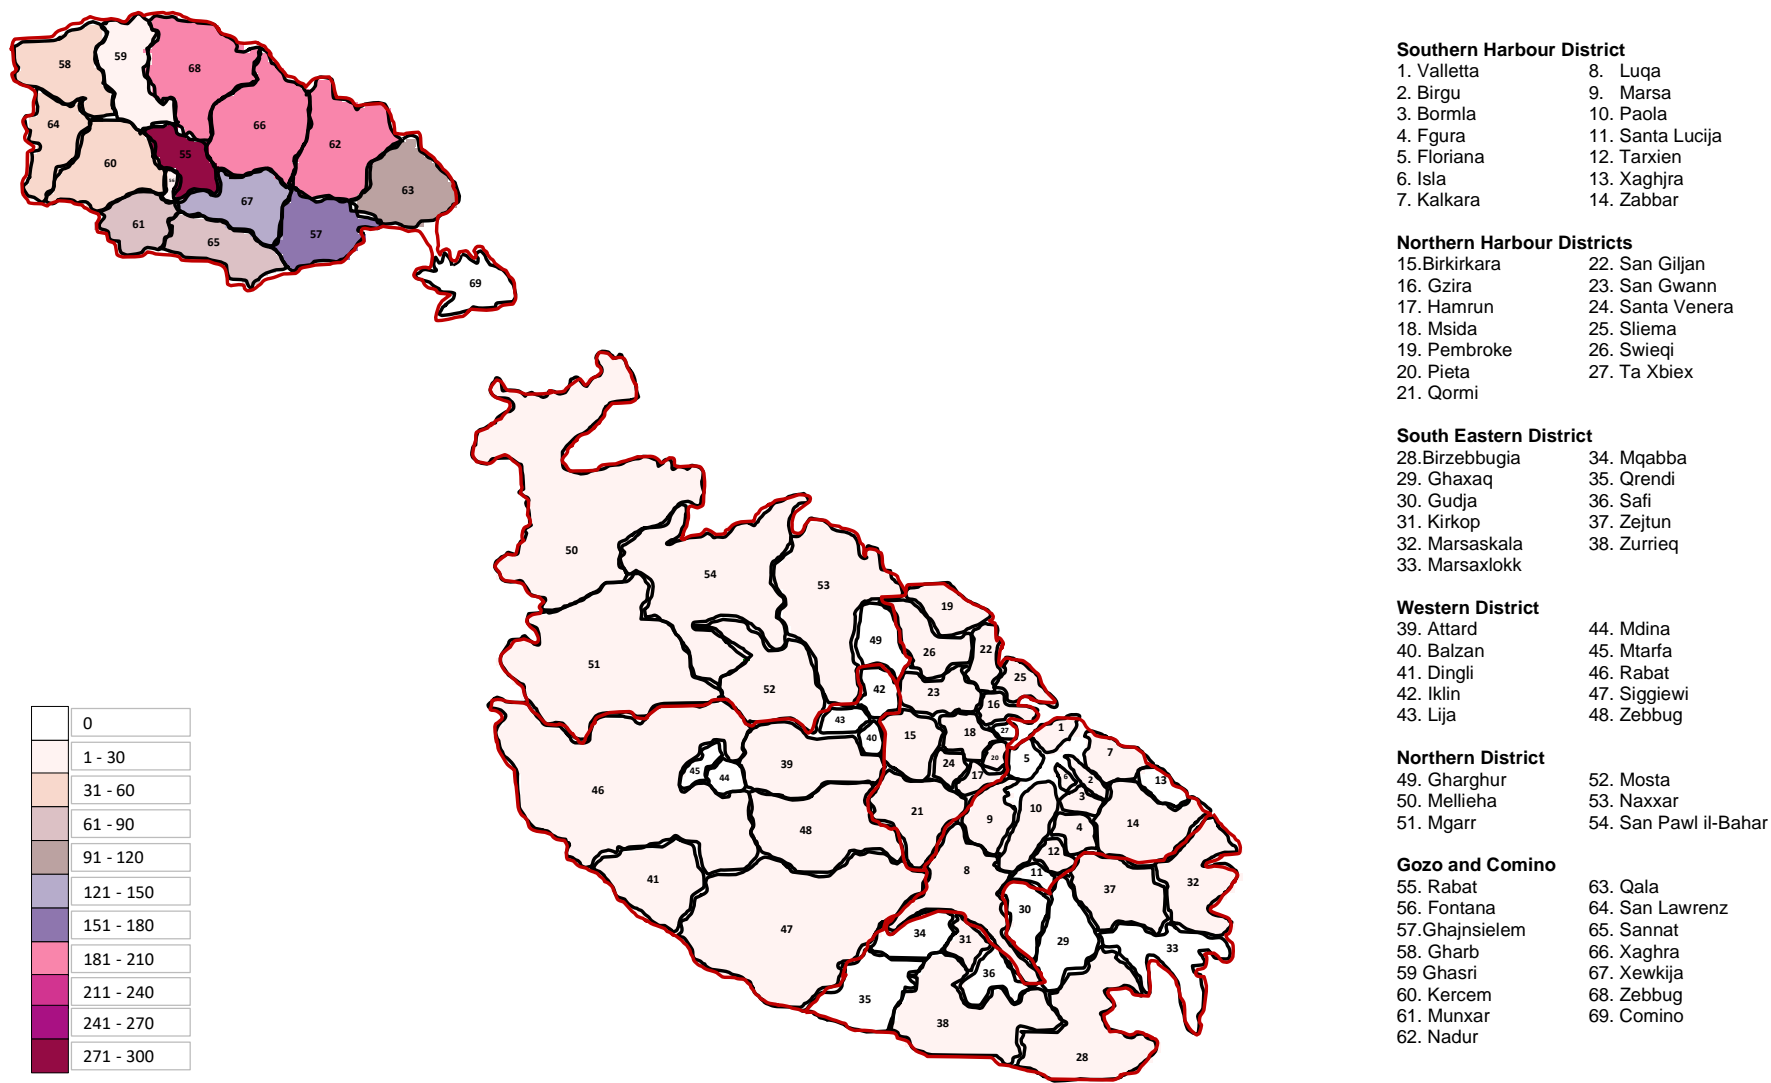 Southern Harbour District
1. Valletta 8. Luqa
2. Birgu 9. Marsa
3. Bormla 10. Paola
4. Fgura 11. Santa Lucija
5. Floriana 12. Tarxien
6. Isla 13. Xaghjra
7. Kalkara 14. Zabbar
Northern Harbour Districts
15.Birkirkara 22. San Giljan
16. Gzira 23. San Gwann
17. Hamrun 24. Santa Venera
18. Msida 25. Sliema
19. Pembroke 26. Swieqi
20. Pieta 27. Ta Xbiex
21. Qormi
South Eastern District
28.Birzebbugia 34. Mqabba
29. Ghaxaq 35. Qrendi
30. Gudja 36. Safi
31. Kirkop 37. Zejtun
32. Marsaskala 38. Zurrieq
33. Marsaxlokk
Western District
39. Attard 44. Mdina
40. Balzan 45. Mtarfa
41. Dingli 46. Rabat
42. Iklin 47. Siggiewi
43. Lija 48. Zebbug
Northern District
49. Gharghur 52. Mosta
50. Mellieha 53. Naxxar
51. Mgarr 54. San Pawl il-Bahar
Gozo and Comino
55. Rabat 63. Qala
56. Fontana 64. San Lawrenz
57.Ghajnsielem 65. Sannat
58. Gharb 66. Xaghra
59 Ghasri 67. Xewkija
60. Kercem 68. Zebbug
61. Munxar 69. Comino
62. Nadur
58
59
68
64
66
60
55
62
56
63
67
61
65
57
69
50
54
53
19
49
26
22
51
52
42
23
25
16
43
40
15
18
27
1
45
44
39
24
20
17
5
7
46
6
2
13
3
21
10
48
9
4
14
12
41
8
11
37
32
47
34
31
30
29
33
36
35
38
28
0
1 - 30
31 - 60
61 - 90
91 - 120
121 - 150
151 - 180
181 - 210
211 - 240
241 - 270
271 - 300